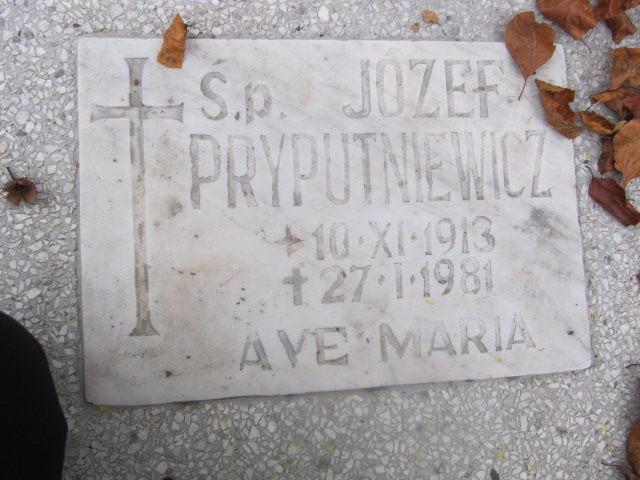 Ś.p. JÓZEF
PRYPUTNIEWICZ
10·XI·1913
27·I·1981
AVE MARIA